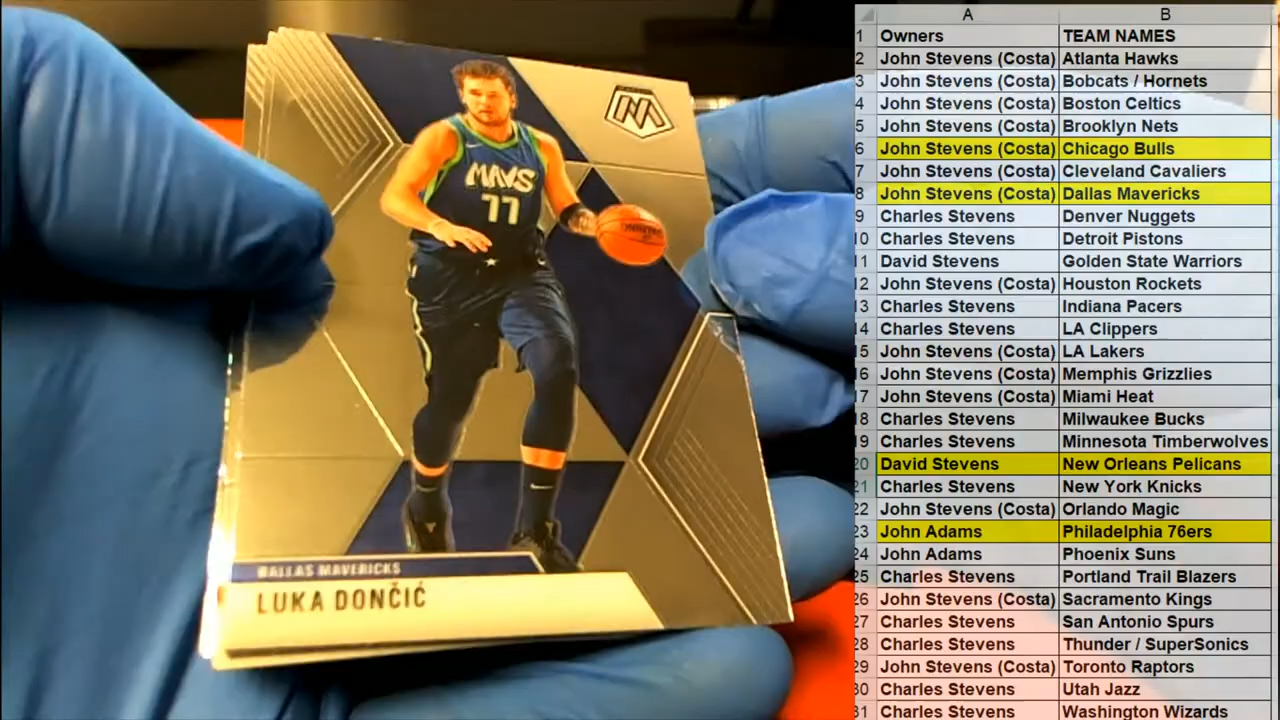 MAVS
77
M
DALLAS MAVERICKS
LUKA DONČIĆ
A B
1 Owners TEAM NAMES
2 John Stevens (Costa) Atlanta Hawks
3 John Stevens (Costa) Bobcats / Hornets
4 John Stevens (Costa) Boston Celtics
5 John Stevens (Costa) Brooklyn Nets
6 John Stevens (Costa) Chicago Bulls
7 John Stevens (Costa) Cleveland Cavaliers
8 John Stevens (Costa) Dallas Mavericks
9 Charles Stevens Denver Nuggets
10 Charles Stevens Detroit Pistons
11 David Stevens Golden State Warriors
12 John Stevens (Costa) Houston Rockets
13 Charles Stevens Indiana Pacers
14 Charles Stevens LA Clippers
15 John Stevens (Costa) LA Lakers
16 John Stevens (Costa) Memphis Grizzlies
17 John Stevens (Costa) Miami Heat
18 Charles Stevens Milwaukee Bucks
19 Charles Stevens Minnesota Timberwolves
20 David Stevens New Orleans Pelicans
21 Charles Stevens New York Knicks
22 John Stevens (Costa) Orlando Magic
23 John Adams Philadelphia 76ers
24 John Adams Phoenix Suns
25 Charles Stevens Portland Trail Blazers
26 John Stevens (Costa) Sacramento Kings
27 Charles Stevens San Antonio Spurs
28 Charles Stevens Thunder / SuperSonics
29 John Stevens (Costa) Toronto Raptors
30 Charles Stevens Utah Jazz
31 Charles Stevens Washington Wizards